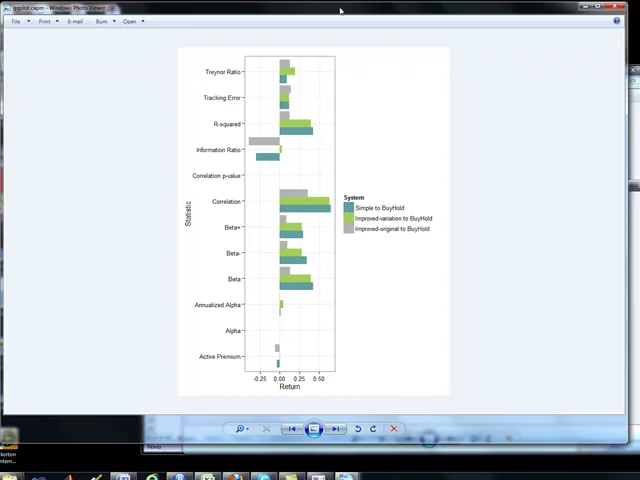 ggplot capm - Windows Photo Viewer
File Print E-mail Burn Open
Treynor Ratio
Tracking Error
R-squared
Information Ratio
Correlation p-value
Correlation
Beta+
Beta-
Beta
Annualized Alpha
Alpha
Active Premium
Statistic
-0.25 0.00 0.25 0.50
Return
System
Simple to BuyHold
Improved-variation to BuyHold
Improved-original to BuyHold
Ready
Norton